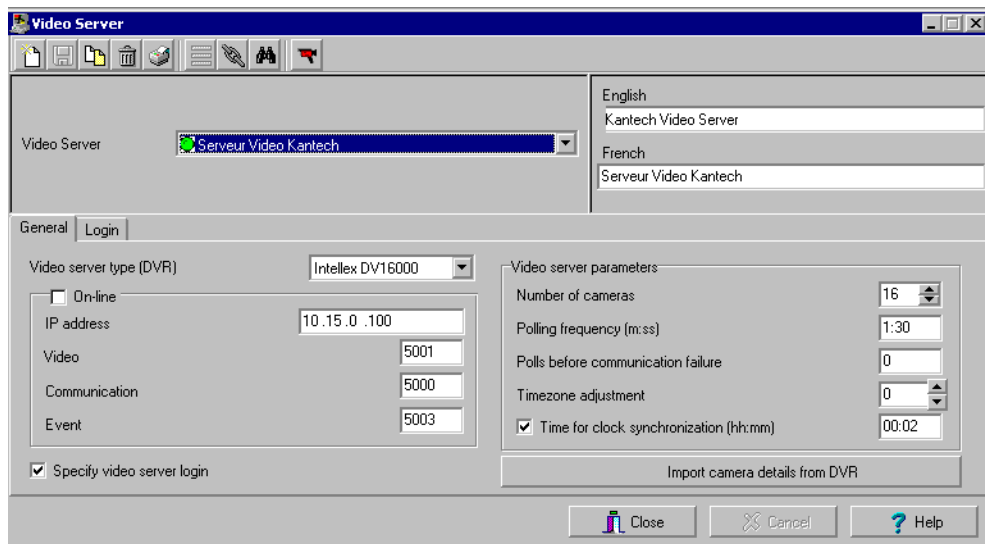 Video Server
English
Kantech Video Server
Video Server
Serveur Video Kantech
French
Serveur Video Kantech
General
Login
Video server type (DVR)
Intellex DV16000
On-line
IP address
10 .15 .0 .100
Video
5001
Communication
5000
Event
5003
Specify video server login
Video server parameters
Number of cameras
16
Polling frequency (m:ss)
1:30
Polls before communication failure
0
Timezone adjustment
0
Time for clock synchronization (hh:mm)
00:02
Import camera details from DVR
Close
Cancel
Help